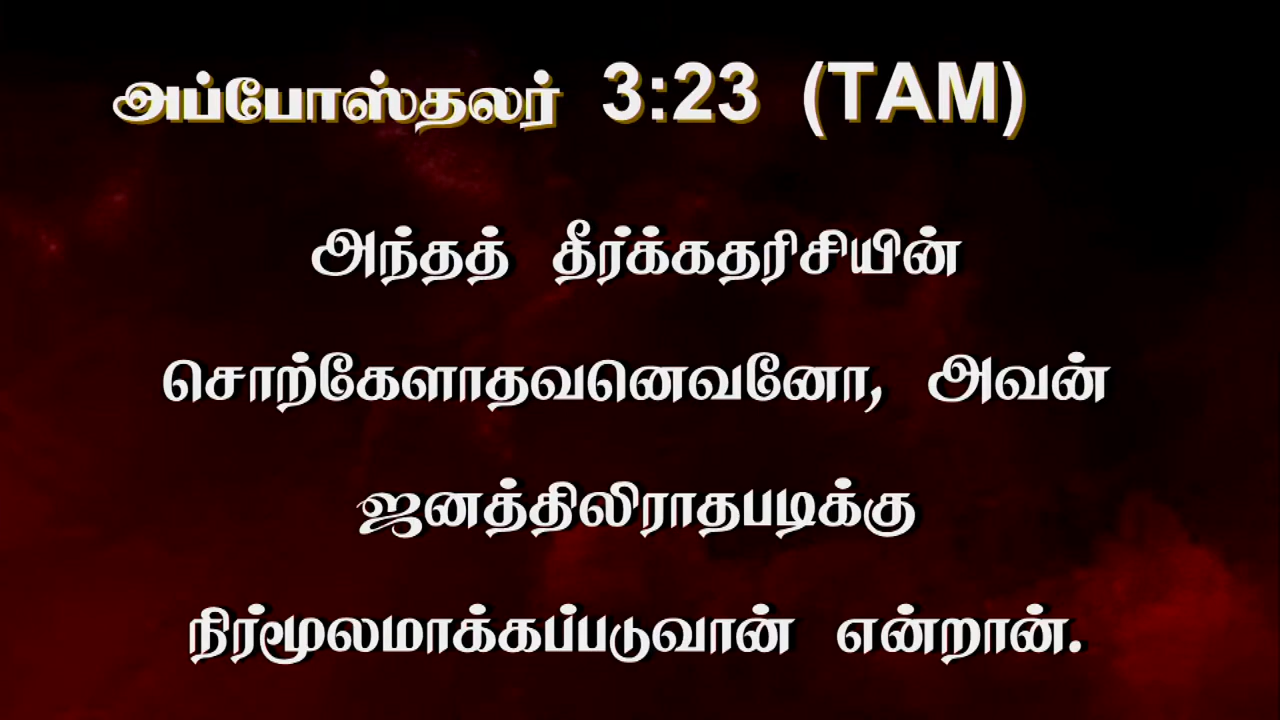 அப்போஸ்தலர் 3:23 (TAM)
அந்தத் தீர்க்கதரிசியின்
சொற்கேளாதவனெவனோ, அவன்
ஜனத்திலிராதபடிக்கு
நிர்மூலமாக்கப்படுவான் என்றான்.